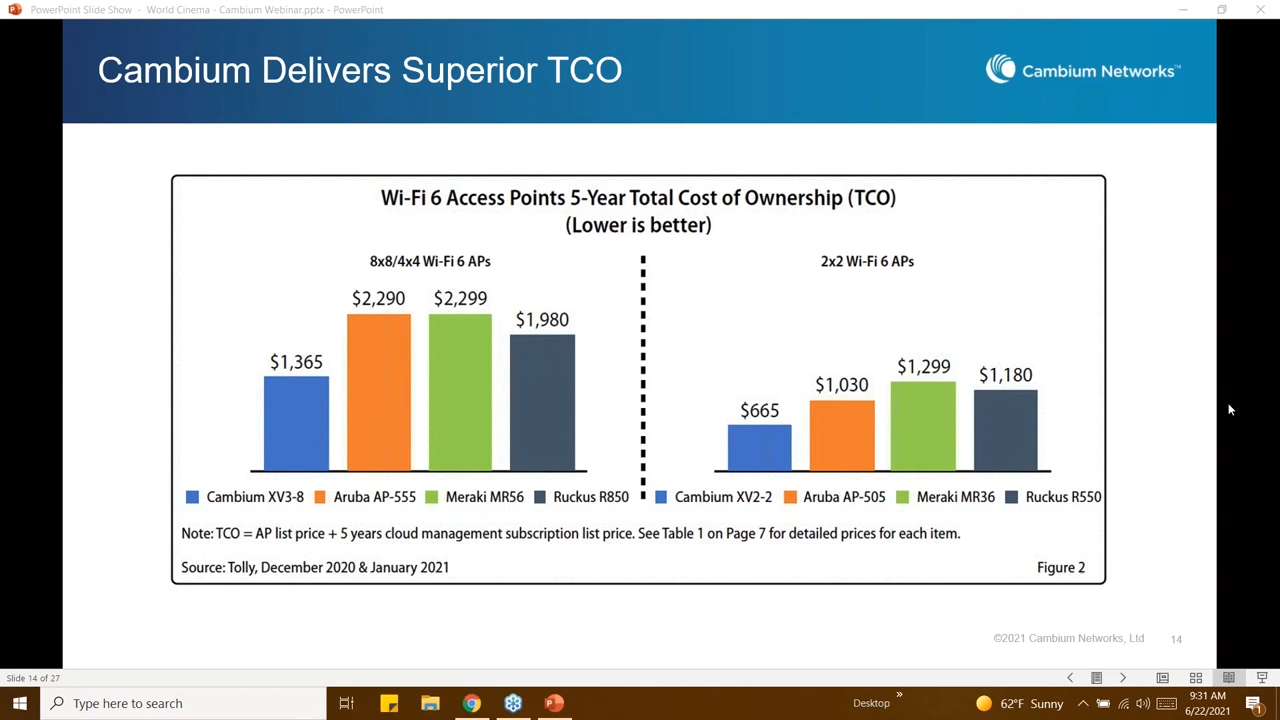 PowerPoint Slide Show - World Cinema - Cambium Webinar.pptx - PowerPoint
Cambium Delivers Superior TCO
Cambium Networks™
Wi-Fi 6 Access Points 5-Year Total Cost of Ownership (TCO)
(Lower is better)
8x8/4x4 Wi-Fi 6 APs
2x2 Wi-Fi 6 APs
$1,365
$2,290
$2,299
$1,980
$665
$1,030
$1,299
$1,180
Cambium XV3-8 Aruba AP-555 Meraki MR56 Ruckus R850
Cambium XV2-2 Aruba AP-505 Meraki MR36 Ruckus R550
Note: TCO = AP list price + 5 years cloud management subscription list price. See Table 1 on Page 7 for detailed prices for each item.
Source: Tolly, December 2020 & January 2021
Figure 2
©2021 Cambium Networks, Ltd 14
Slide 14 of 27
Type here to search
Desktop
62°F Sunny
9:31 AM
6/22/2021
1